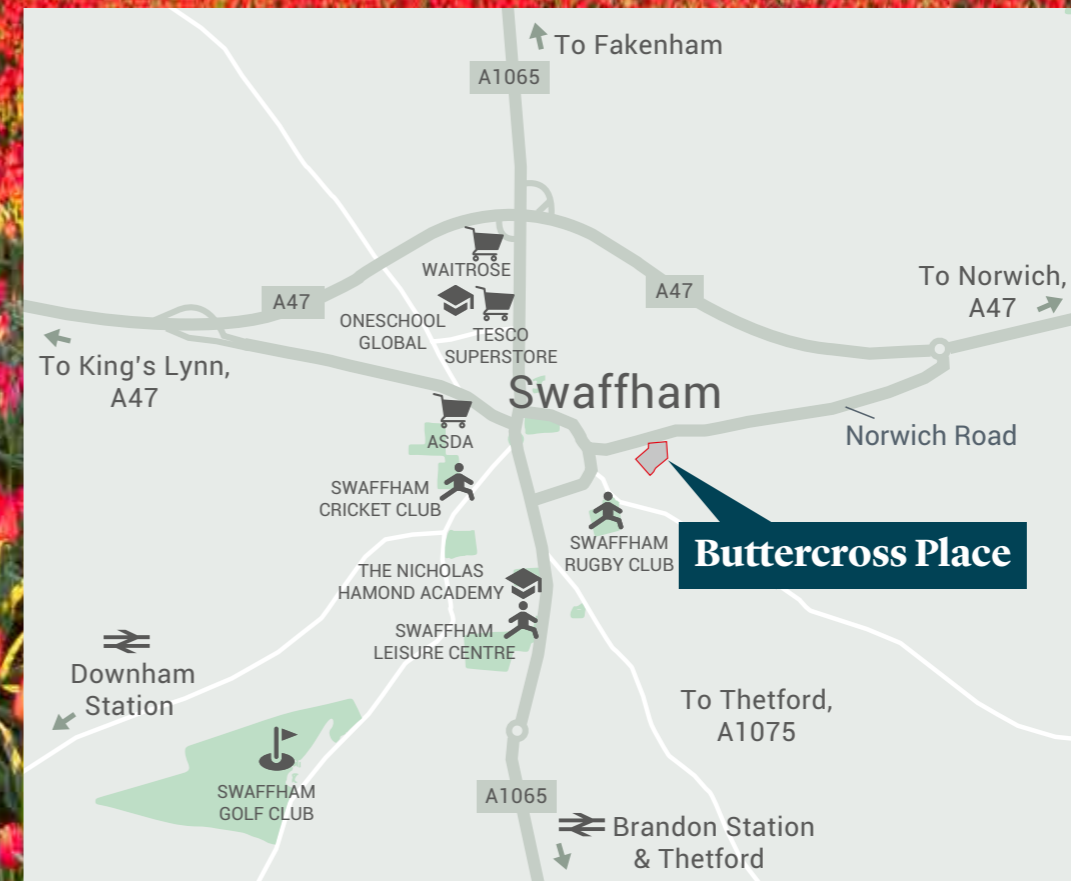 To Fakenham
A1065
WAITROSE
A47
A47
To Norwich,
A47
ONESCHOOL
GLOBAL
TESCO
SUPERSTORE
To King's Lynn,
A47
Swaffham
ASDA
Norwich Road
SWAFFHAM
CRICKET CLUB
SWAFFHAM
RUGBY CLUB
Buttercross Place
THE NICHOLAS
HAMOND ACADEMY
SWAFFHAM
LEISURE CENTRE
Downham
Station
To Thetford,
A1075
SWAFFHAM
GOLF CLUB
A1065
Brandon Station
& Thetford